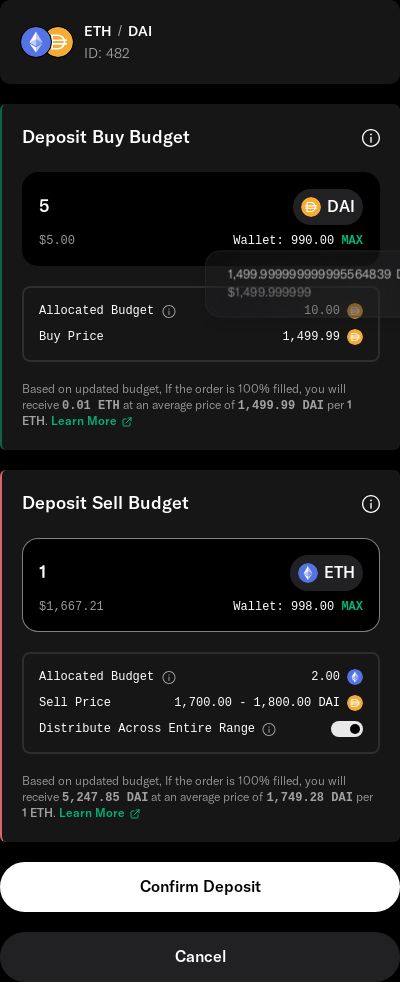 ETH / DAI
ID: 482
Deposit Buy Budget
5
DAI
$5.00
Wallet: 990.00 MAX
1,499.999999999995564839 D
$1,499.999999
Allocated Budget
10.00
Buy Price
1,499.99
Based on updated budget, If the order is 100% filled, you will
receive 0.01 ETH at an average price of 1,499.99 DAI per 1
ETH. Learn More
Deposit Sell Budget
1
ETH
$1,667.21
Wallet: 998.00 MAX
Allocated Budget
2.00
Sell Price
1,700.00 - 1,800.00 DAI
Distribute Across Entire Range
Based on updated budget, If the order is 100% filled, you will
receive 5,247.85 DAI at an average price of 1,749.28 DAI per
1 ETH. Learn More
Confirm Deposit
Cancel